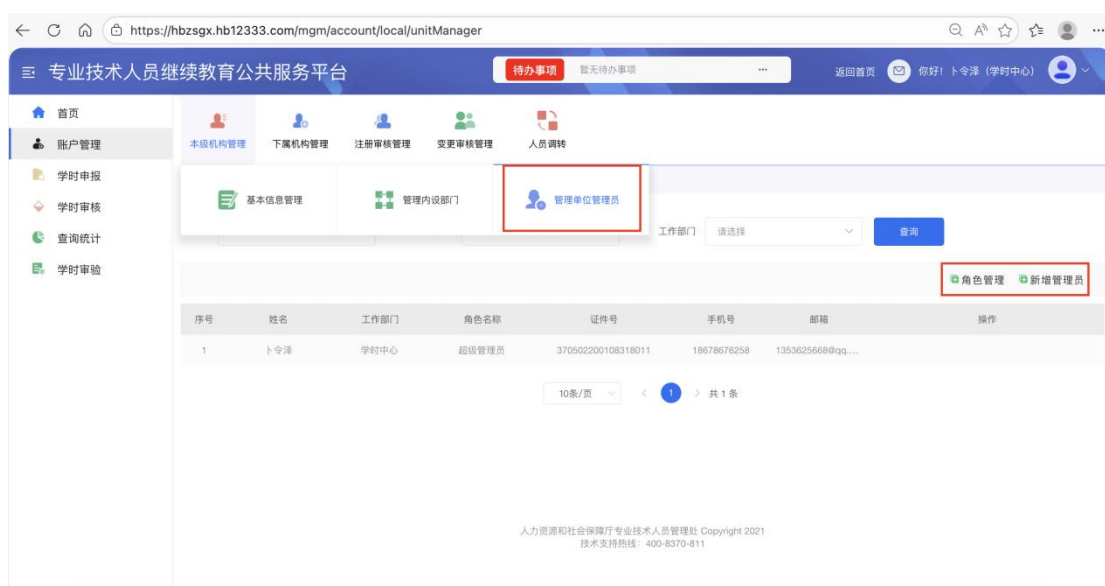 https://hbzsgx.hb12333.com/mgm/account/local/unitManager
专业技术人员继续教育公共服务平台
待办事项 暂无待办事项 ...
返回首页 你好！卜令泽（学时中心）
首页
账户管理
学时申报
学时审核
查询统计
学时审验
本级机构管理 下属机构管理 注册审核管理 变更审核管理 人员调转
基本信息管理 管理内设部门 管理单位管理员
工作部门 请选择 查询
角色管理 新增管理员
序号 姓名 工作部门 角色名称 证件号 手机号 邮箱 操作
1 卜令泽 学时中心 超级管理员 370502200108318011 18678676258 1353625668@qq....
10条/页 < 1 > 共 1 条
人力资源和社会保障厅专业技术人员管理处 Copyright 2021
技术支持热线：400-8370-811